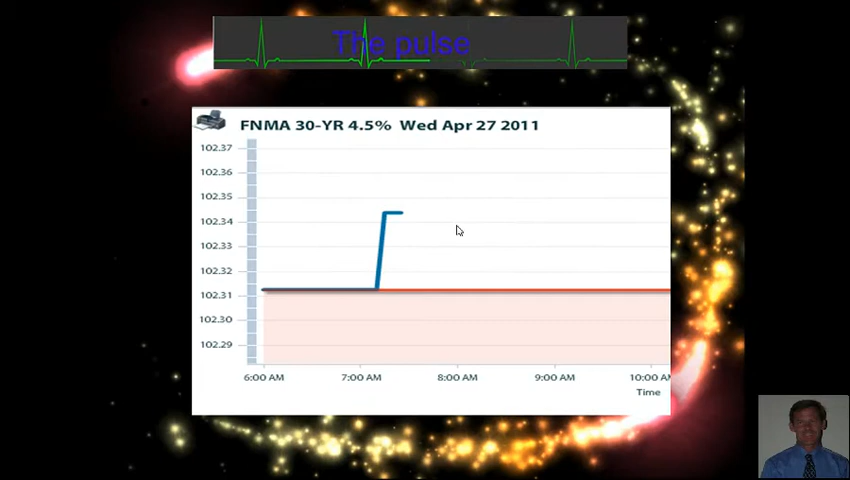 The pulse
FNMA 30-YR 4.5% Wed Apr 27 2011
102.37
102.36
102.35
102.34
102.33
102.32
102.31
102.30
102.29
6:00 AM 7:00 AM 8:00 AM 9:00 AM 10:00 AM
Time